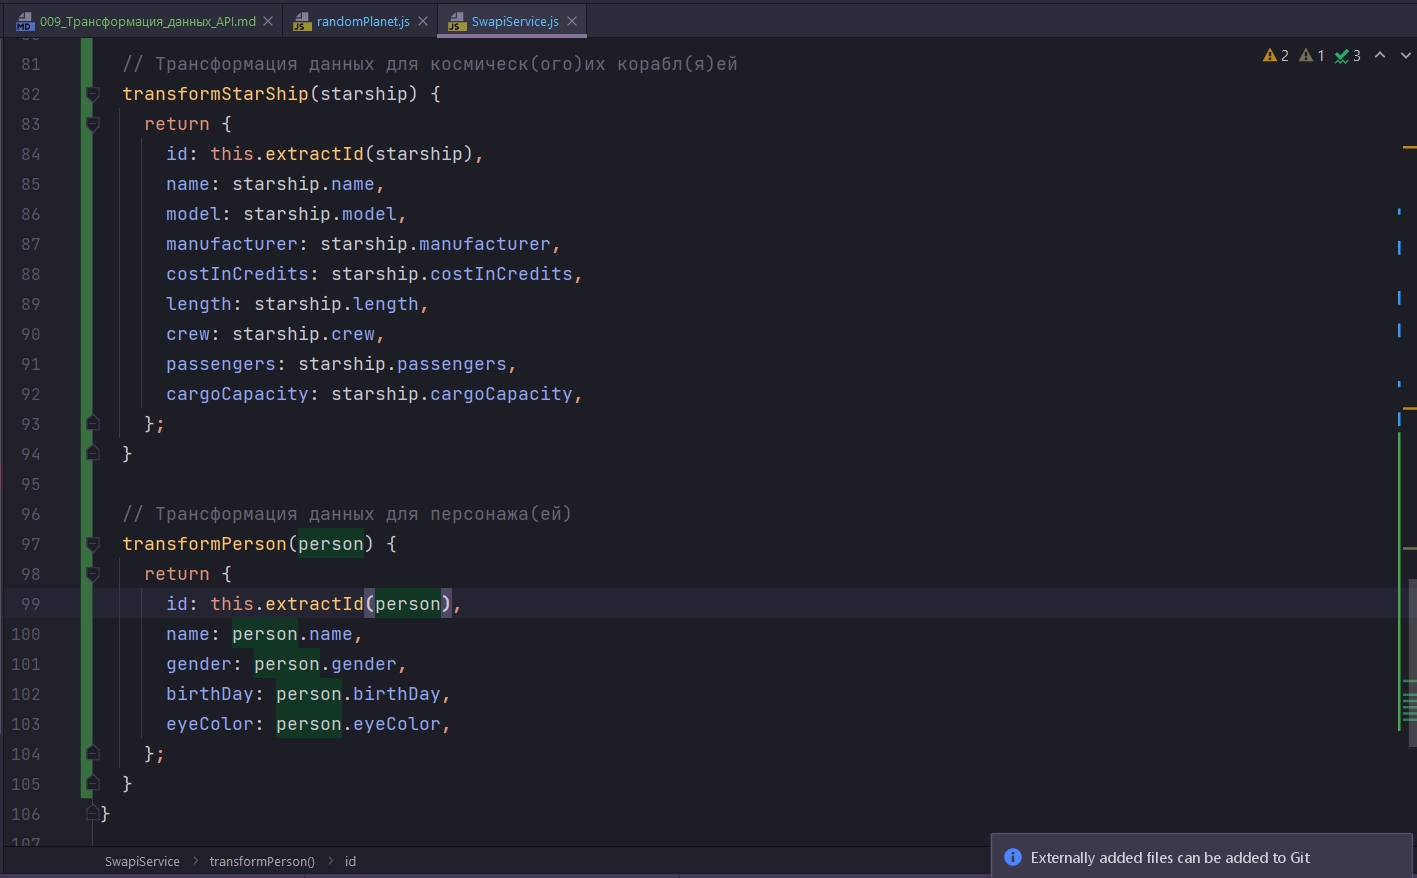 009_Трансформация_данных_API.md randomPlanet.js SwapiService.js
2 1 3
81 // Трансформация данных для космическ(ого)их корабл(я)ей
82 transformStarShip(starship) {
83 return {
84 id: this.extractId(starship),
85 name: starship.name,
86 model: starship.model,
87 manufacturer: starship.manufacturer,
88 costInCredits: starship.costInCredits,
89 length: starship.length,
90 crew: starship.crew,
91 passengers: starship.passengers,
92 cargoCapacity: starship.cargoCapacity,
93 };
94 }
95
96 // Трансформация данных для персонажа(ей)
97 transformPerson(person) {
98 return {
99 id: this.extractId(person),
100 name: person.name,
101 gender: person.gender,
102 birthDay: person.birthDay,
103 eyeColor: person.eyeColor,
104 };
105 }
106 }
107
SwapiService > transformPerson() > id
Externally added files can be added to Git